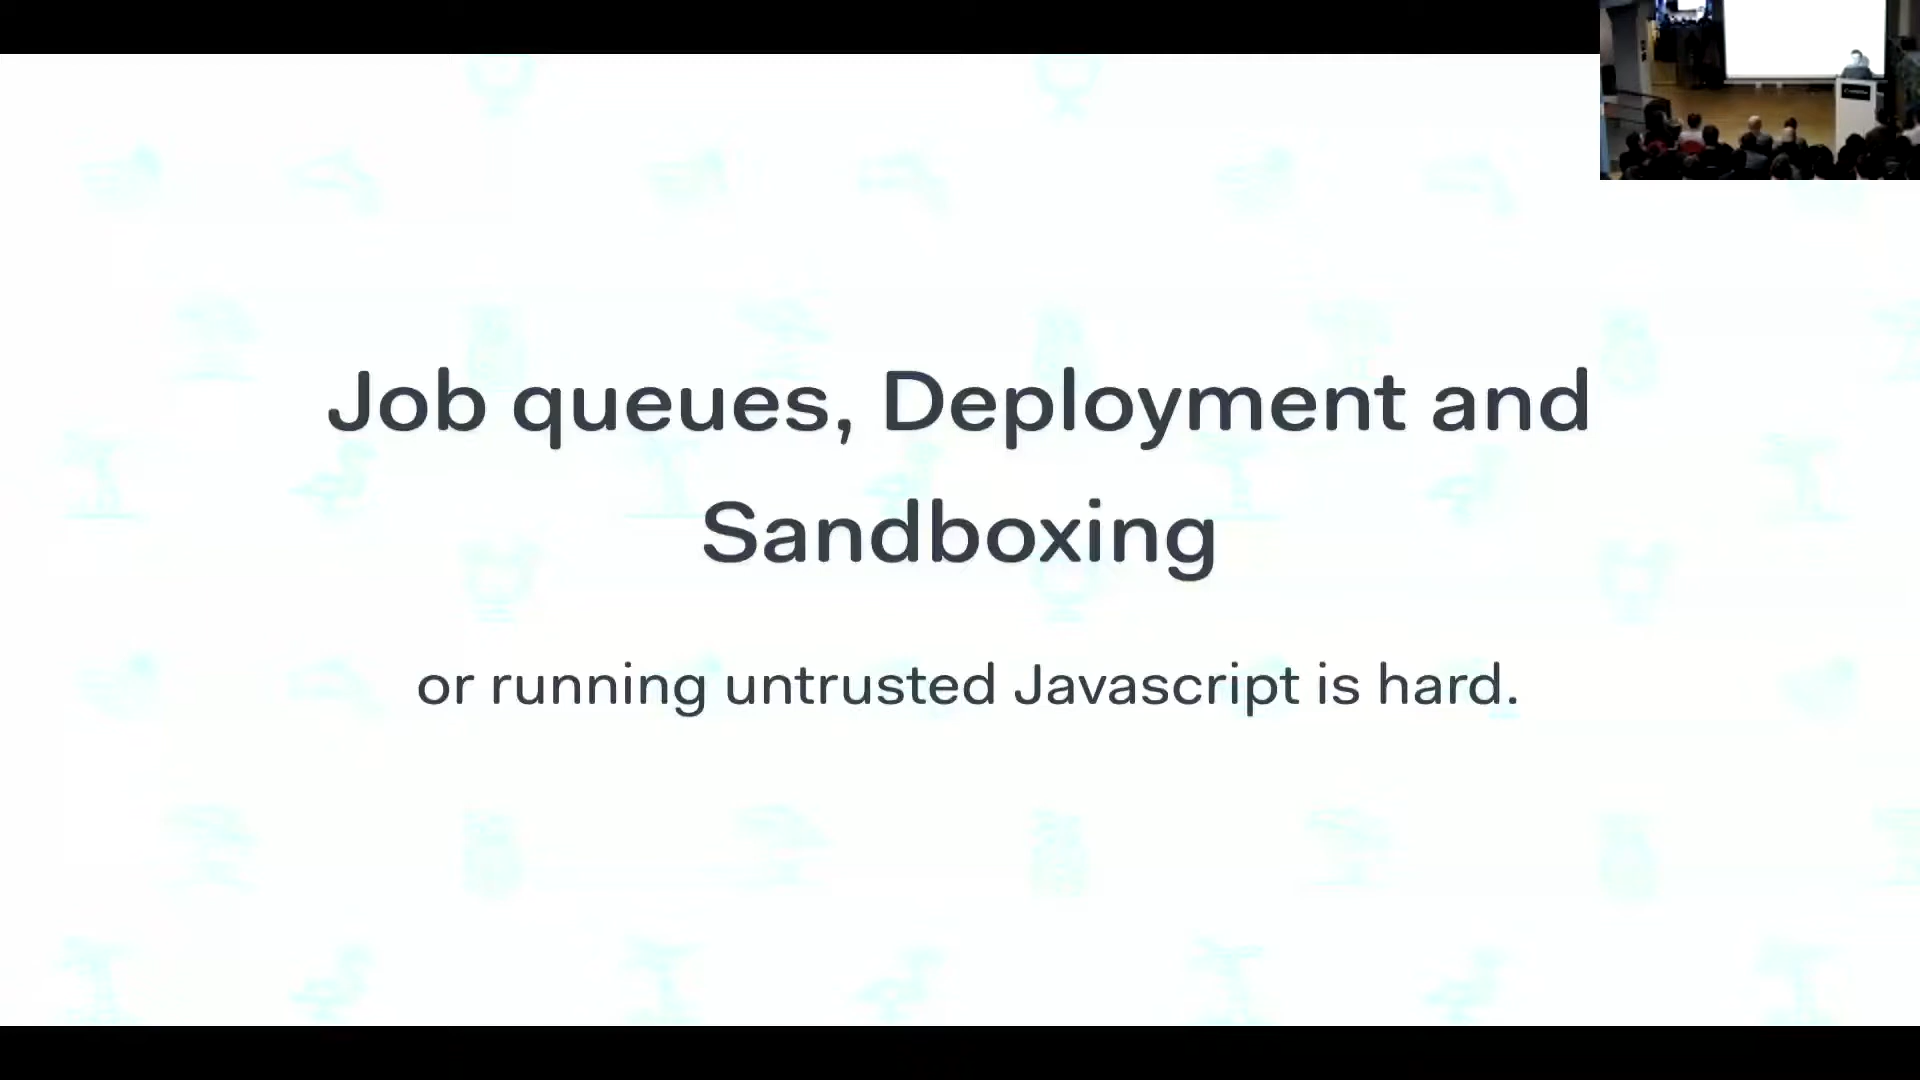 Job queues, Deployment and
Sandboxing
or running untrusted Javascript is hard.